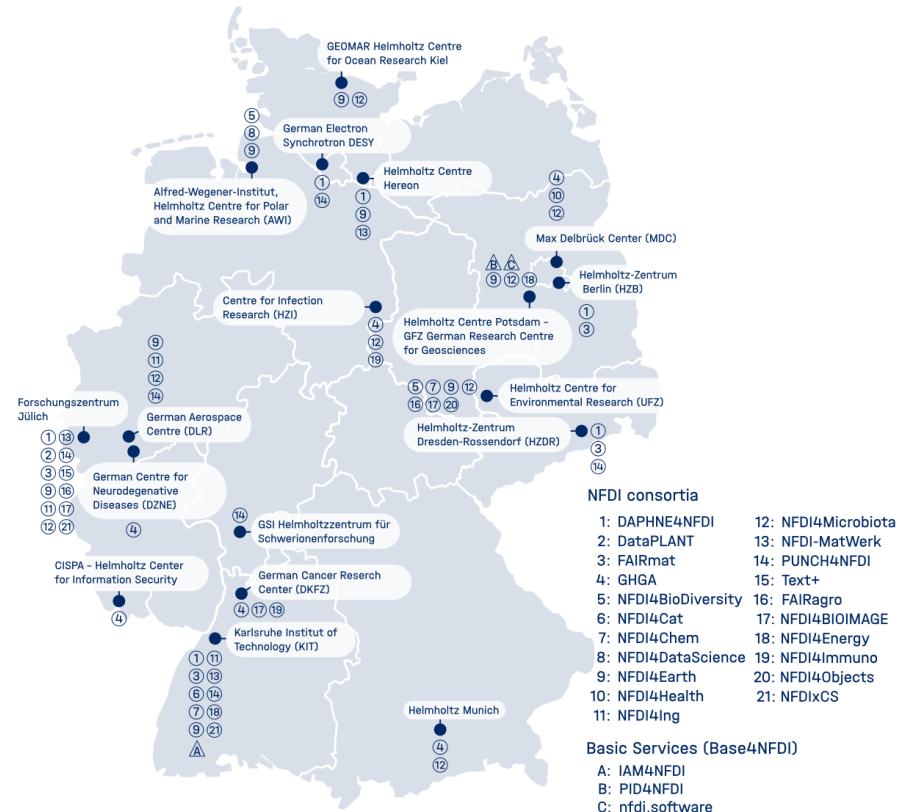 GEOMAR Helmholtz Centre
for Ocean Research Kiel
9 12
5
8
9
Alfred-Wegener-Institut,
Helmholtz Centre for Polar
and Marine Research (AWI)
German Electron
Synchrotron DESY
1
14
Helmholtz Centre
Hereon
1
9
13
4
10
12
Max Delbrück Center (MDC)
Helmholtz-Zentrum
Berlin (HZB)
1
3
B C
9 12 18
Helmholtz Centre Potsdam -
GFZ German Research Centre
for Geosciences
Centre for Infection
Research (HZI)
4
12
19
5 7 9 12
16 17 20
Helmholtz Centre for
Environmental Research (UFZ)
Helmholtz-Zentrum
Dresden-Rossendorf (HZDR)
1
3
14
9
11
12
14
German Aerospace
Centre (DLR)
Forschungszentrum
Jülich
1 13
2 14
3 15
9 16
11 17
12 21
German Centre for
Neurodegenative
Diseases (DZNE)
4
14
GSI Helmholtzzentrum für
Schwerionenforschung
CISPA - Helmholtz Center
for Information Security
4
German Cancer Reserch
Center (DKFZ)
4 17 19
Karlsruhe Institut of
Technology (KIT)
1 11
3 13
6 14
7 18
9 21
A
Helmholtz Munich
4
12
NFDI consortia
1: DAPHNE4NFDI
2: DataPLANT
3: FAIRmat
4: GHGA
5: NFDI4BioDiversity
6: NFDI4Cat
7: NFDI4Chem
8: NFDI4DataScience
9: NFDI4Earth
10: NFDI4Health
11: NFDI4Ing
12: NFDI4Microbiota
13: NFDI-MatWerk
14: PUNCH4NFDI
15: Text+
16: FAIRagro
17: NFDI4BIOIMAGE
18: NFDI4Energy
19: NFDI4Immuno
20: NFDI4Objects
21: NFDIxCS
Basic Services (Base4NFDI)
A: IAM4NFDI
B: PID4NFDI
C: nfdi.software